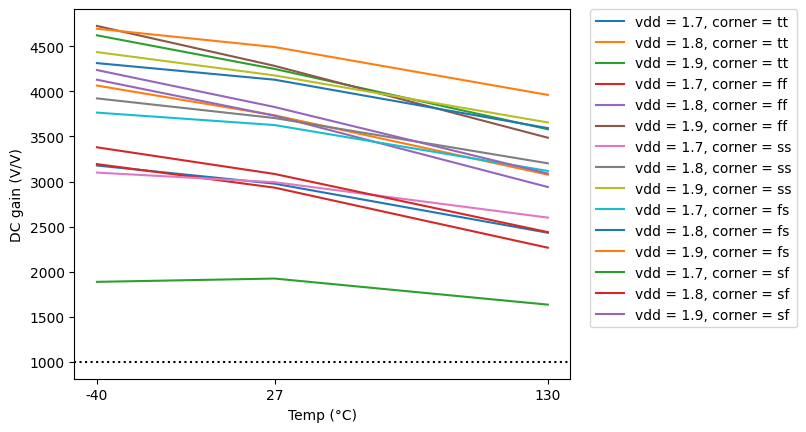 DC gain (V/V)
4500
4000
3500
3000
2500
2000
1500
1000
-40
27
130
Temp (°C)
vdd = 1.7, corner = tt
vdd = 1.8, corner = tt
vdd = 1.9, corner = tt
vdd = 1.7, corner = ff
vdd = 1.8, corner = ff
vdd = 1.9, corner = ff
vdd = 1.7, corner = ss
vdd = 1.8, corner = ss
vdd = 1.9, corner = ss
vdd = 1.7, corner = fs
vdd = 1.8, corner = fs
vdd = 1.9, corner = fs
vdd = 1.7, corner = sf
vdd = 1.8, corner = sf
vdd = 1.9, corner = sf